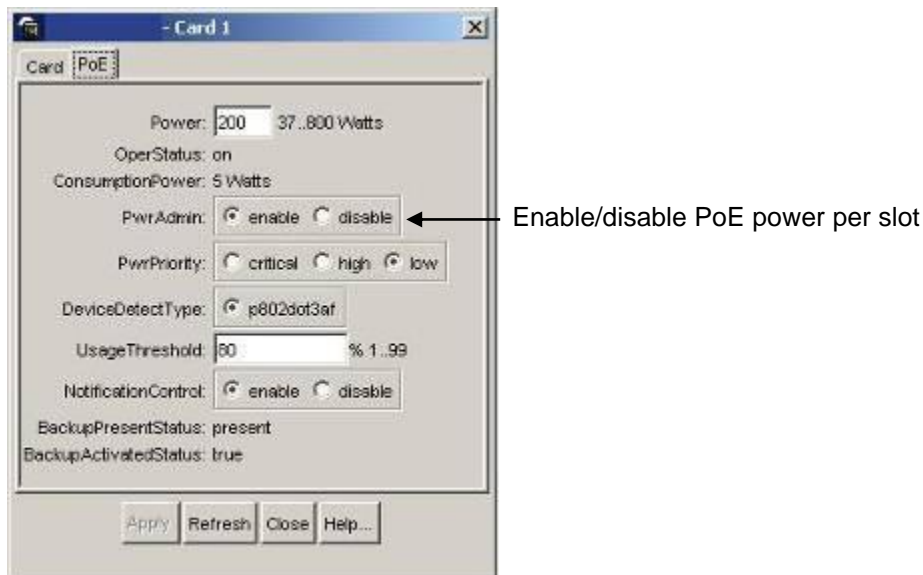 - Card 1
Card PoE
Power: 200 37..800 Watts
OperStatus: on
ConsumptionPower: 5 Watts
PwrAdmin: enable disable
Enable/disable PoE power per slot
PwrPriority: critical high low
DeviceDetectType: p802dot3af
UsageThreshold: 80 % 1..99
NotificationControl: enable disable
BackupPresentStatus: present
BackupActivatedStatus: true
Apply Refresh Close Help...